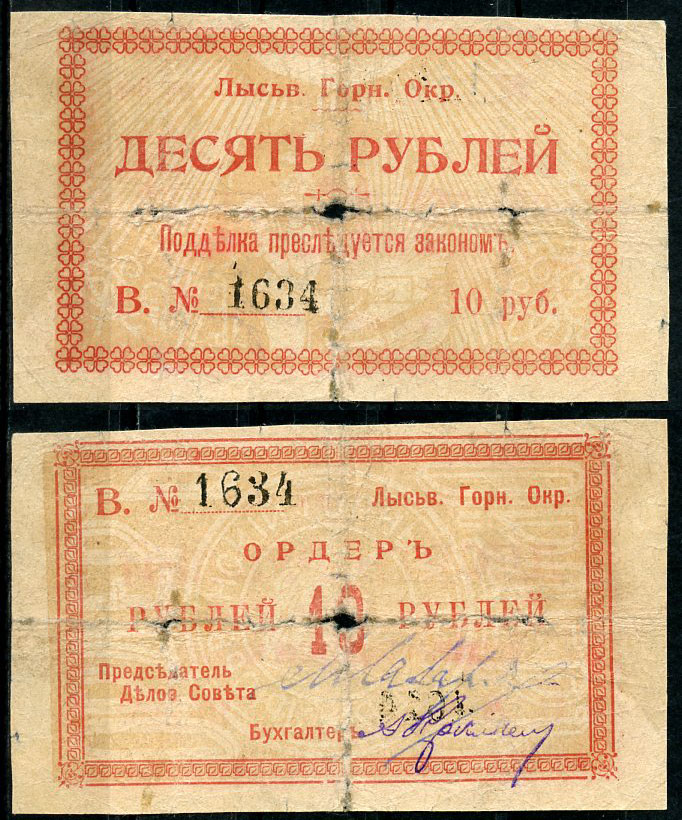 Лысьв. Горн. Окр.
ДЕСЯТЬ РУБЛЕЙ
Поддѣлка преслѣдуется закономъ.
В. № 1634 10 руб.
В. № 1634 Лысьв. Горн. Окр.
ОРДЕРЪ
РУБЛЕЙ 10 РУБЛЕЙ
Предсѣдатель
Дѣлов. Совѣта
Бухгалтеръ